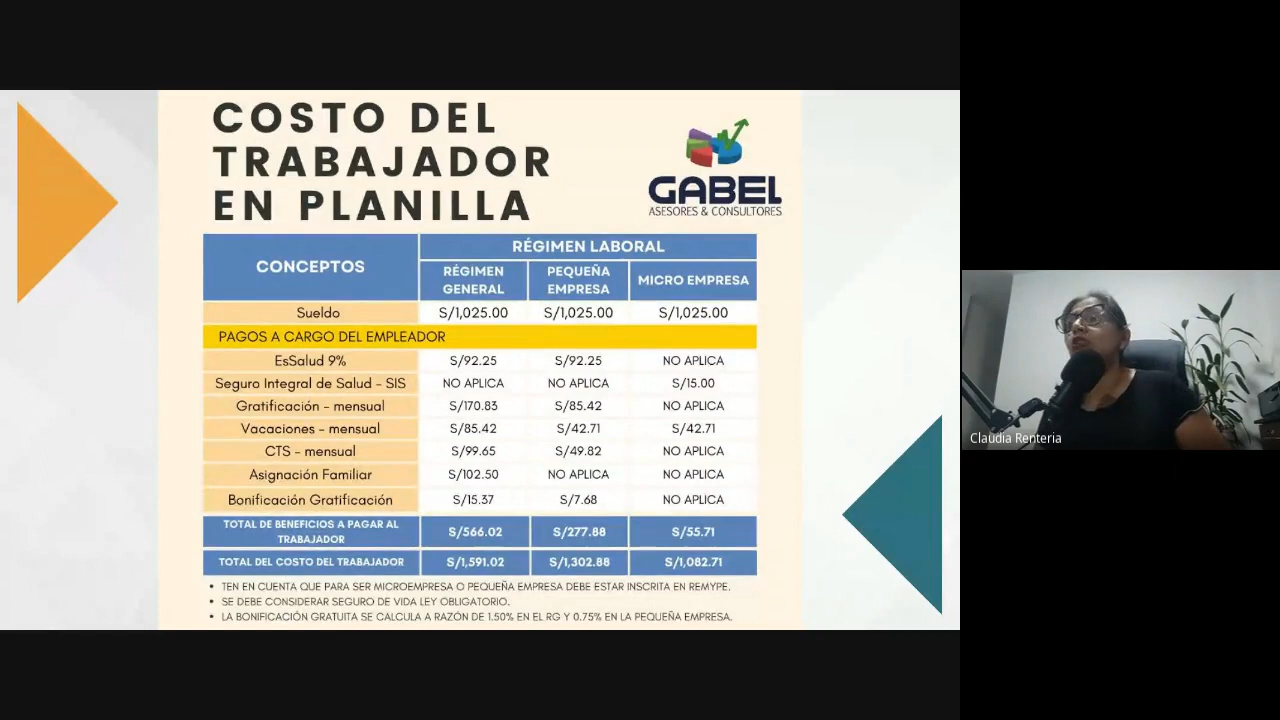 COSTO DEL
TRABAJADOR
EN PLANILLA
GABEL
ASESORES & CONSULTORES
CONCEPTOS
RÉGIMEN LABORAL
RÉGIMEN GENERAL
PEQUEÑA EMPRESA
MICRO EMPRESA
Sueldo S/1,025.00 S/1,025.00 S/1,025.00
PAGOS A CARGO DEL EMPLEADOR
EsSalud 9% S/92.25 S/92.25 NO APLICA
Seguro Integral de Salud - SIS NO APLICA NO APLICA S/15.00
Gratificación - mensual S/170.83 S/85.42 NO APLICA
Vacaciones - mensual S/85.42 S/42.71 S/42.71
CTS - mensual S/99.65 S/49.82 NO APLICA
Asignación Familiar S/102.50 NO APLICA NO APLICA
Bonificación Gratificación S/15.37 S/7.68 NO APLICA
TOTAL DE BENEFICIOS A PAGAR AL TRABAJADOR S/566.02 S/277.88 S/55.71
TOTAL DEL COSTO DEL TRABAJADOR S/1,591.02 S/1,302.88 S/1,082.71
• TEN EN CUENTA QUE PARA SER MICROEMPRESA O PEQUEÑA EMPRESA DEBE ESTAR INSCRITA EN REMYPE.
• SE DEBE CONSIDERAR SEGURO DE VIDA LEY OBLIGATORIO.
• LA BONIFICACIÓN GRATUITA SE CALCULA A RAZÓN DE 1.50% EN EL RG Y 0.75% EN LA PEQUEÑA EMPRESA.
Claudia Renteria